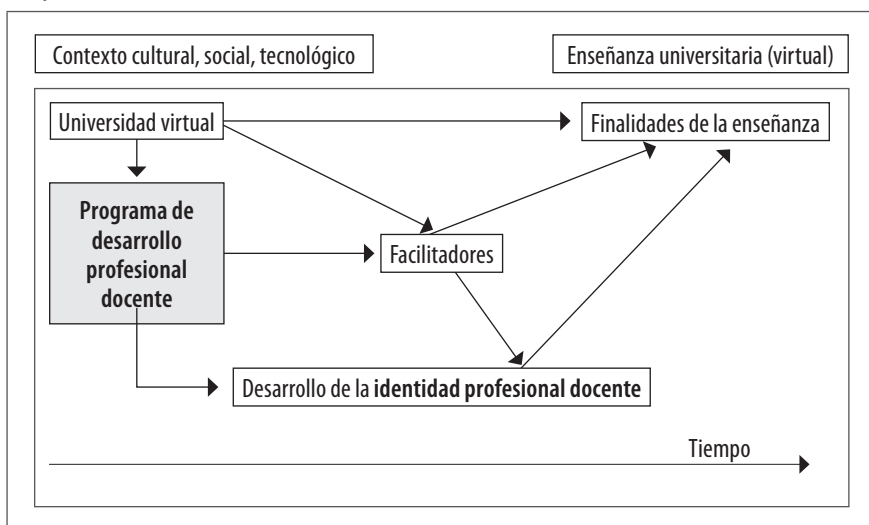 Contexto cultural, social, tecnológico
Enseñanza universitaria (virtual)
Universidad virtual
Finalidades de la enseñanza
Programa de
desarrollo
profesional
docente
Facilitadores
Desarrollo de la identidad profesional docente
Tiempo